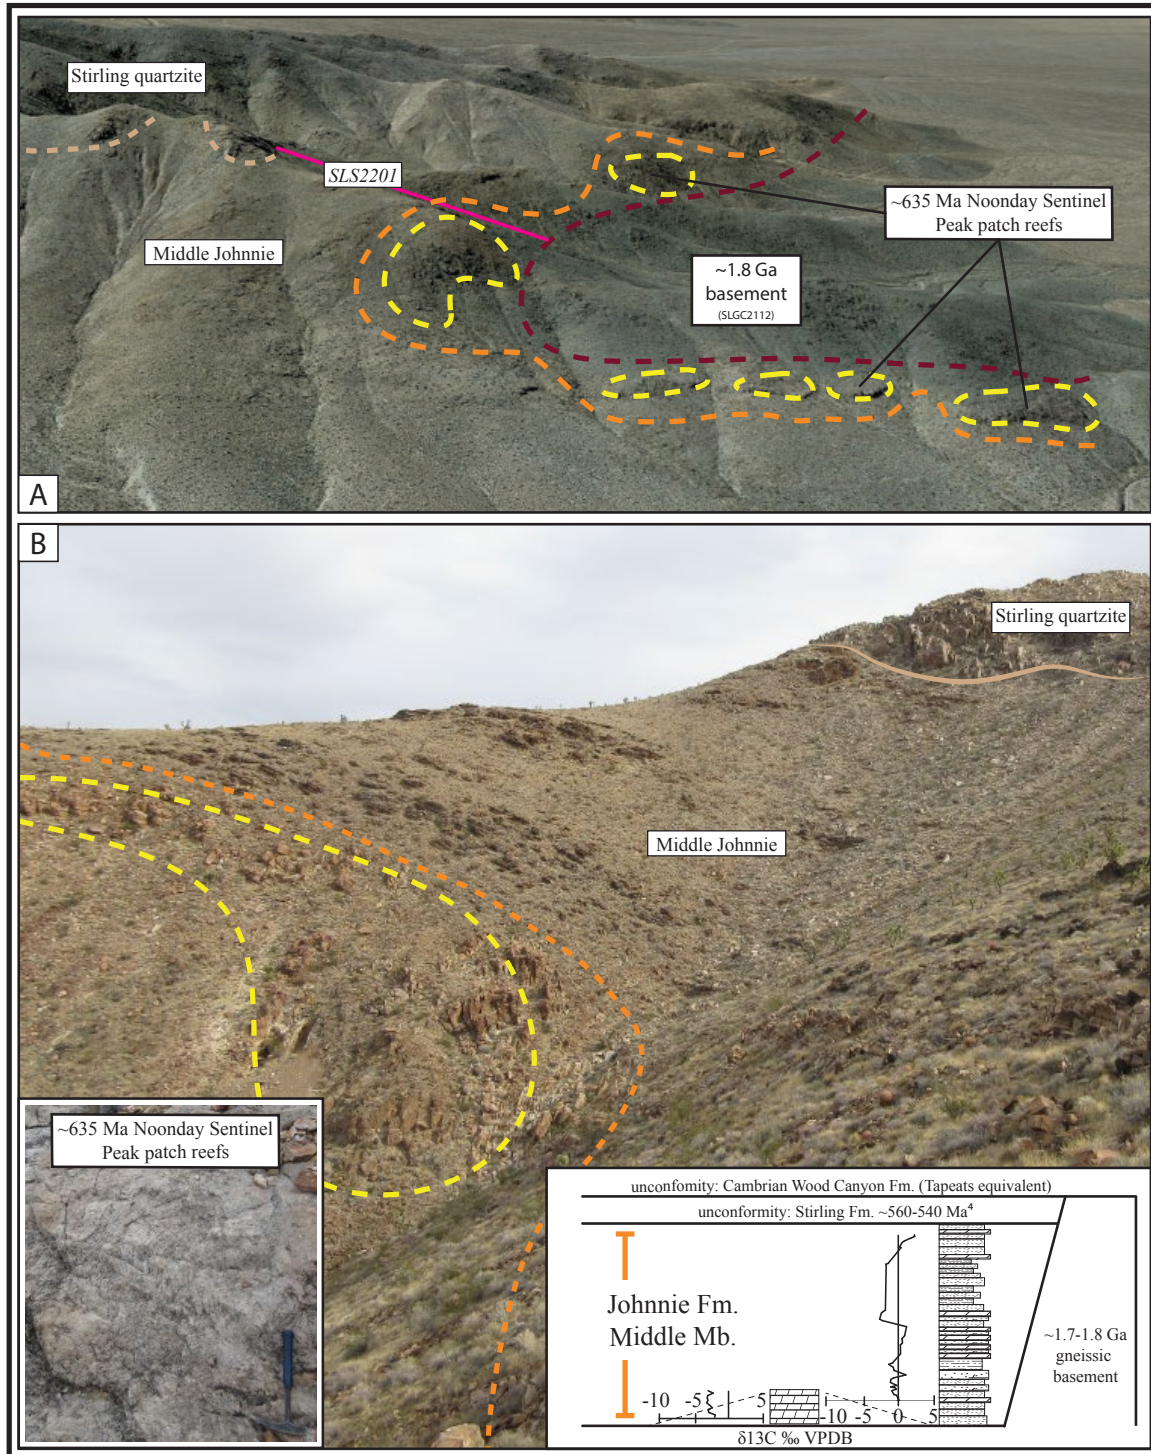 Stirling quartzite
SLS2201
Middle Johnnie
~635 Ma Noonday Sentinel
Peak patch reefs
~1.8 Ga
basement
(SLGC2112)
A
B
Stirling quartzite
Middle Johnnie
~635 Ma Noonday Sentinel
Peak patch reefs
unconfomity: Cambrian Wood Canyon Fm. (Tapeats equivalent)
unconformity: Stirling Fm. ~560-540 Ma⁴
Johnnie Fm.
Middle Mb.
~1.7-1.8 Ga
gneissic
basement
-10 -5 5 -10 -5 0 5
δ13C ‰ VPDB